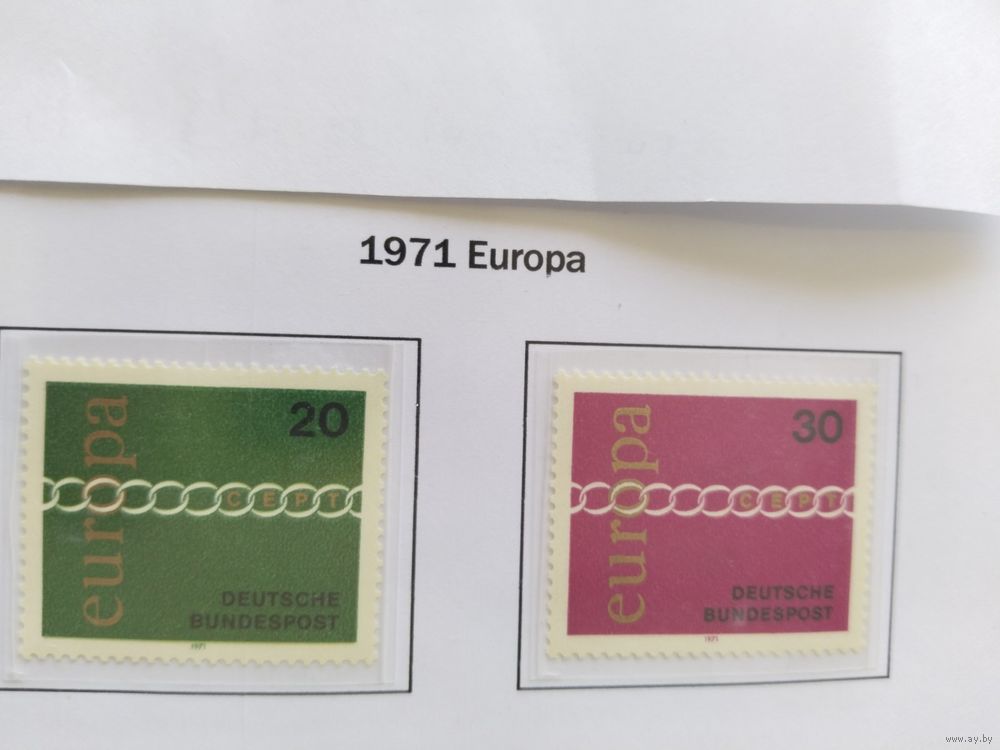 1971 Europa
20
europa
CEPT
DEUTSCHE
BUNDESPOST
1971
30
europa
CEPT
DEUTSCHE
BUNDESPOST
1971
www.ay.by